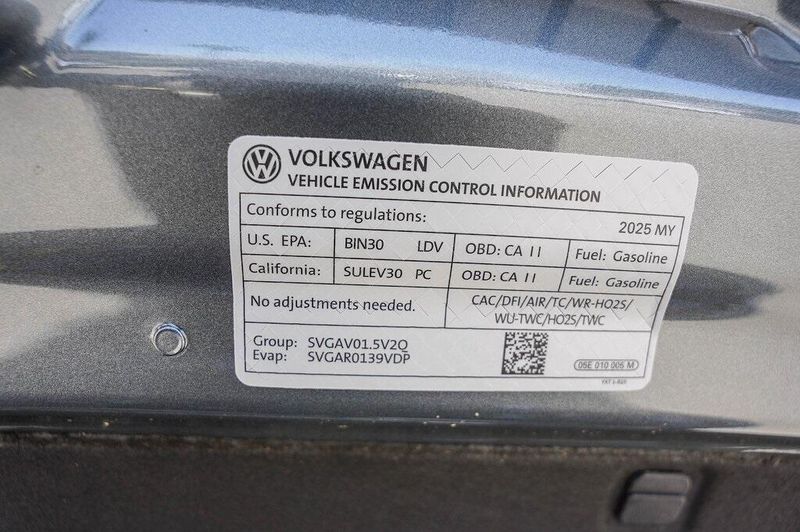 VOLKSWAGEN
VEHICLE EMISSION CONTROL INFORMATION
Conforms to regulations: 2025 MY
U.S. EPA: BIN30 LDV OBD: CA II Fuel: Gasoline
California: SULEV30 PC OBD: CA II Fuel: Gasoline
No adjustments needed. CAC/DFI/AIR/TC/WR-HO2S/
WU-TWC/HO2S/TWC
Group: SVGAV01.5V2O
Evap: SVGAR0139VDP
05E 010 005 M